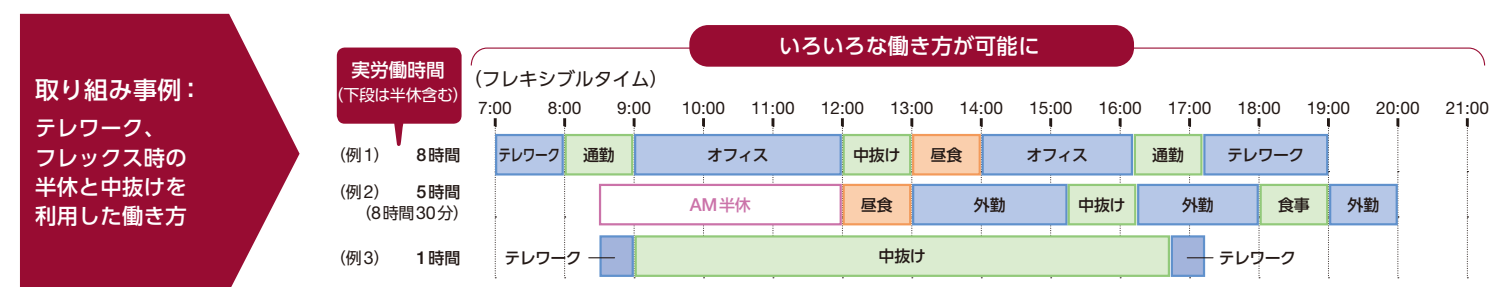 取り組み事例：
テレワーク、
フレックス時の
半休と中抜けを
利用した働き方
実労働時間
(下段は半休含む)
いろいろな働き方が可能に
(フレキシブルタイム)
7:00 8:00 9:00 10:00 11:00 12:00 13:00 14:00 15:00 16:00 17:00 18:00 19:00 20:00 21:00
(例1) 8時間 テレワーク 通勤 オフィス 中抜け 昼食 オフィス 通勤 テレワーク
(例2) 5時間 AM半休 昼食 外勤 中抜け 外勤 食事 外勤
(8時間30分)
(例3) 1時間 テレワーク 中抜け テレワーク